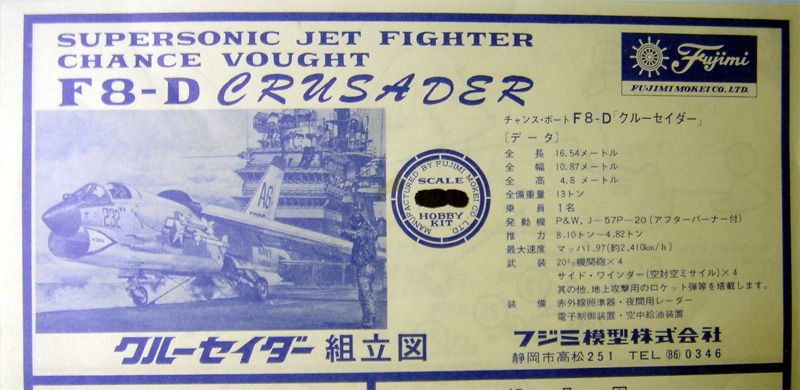 SUPERSONIC JET FIGHTER
CHANCE VOUGHT
F8-D CRUSADER
Fujimi
FUJIMI MOKEI CO., LTD.
チャンス・ボート F8-D「クルーセイダー」
〔データ〕
全長 16.54メートル
全幅 10.87メートル
全高 4.8メートル
全備重量 13トン
乗員 1名
発動機 P&W. J-57P-20(アフターバーナー付)
推力 8.10トン~4.82トン
最大速度 マッハ1.97(約2,410km/h)
武装 20㍉機関砲×4
サイド・ワインダー(空対空ミサイル)×4
其の他、地上攻撃用のロケット弾等を塔載します。
装備 赤外線照準器・夜間用レーダー
電子制御装置・空中給油装置
MANUFACTURED BY FUJIMI MOKEI CO. LTD.
SCALE
HOBBY
KIT
AG
232
NAVY
クルーセイダー 組立図
フジミ模型株式会社
静岡市高松251 TEL (86) 0346